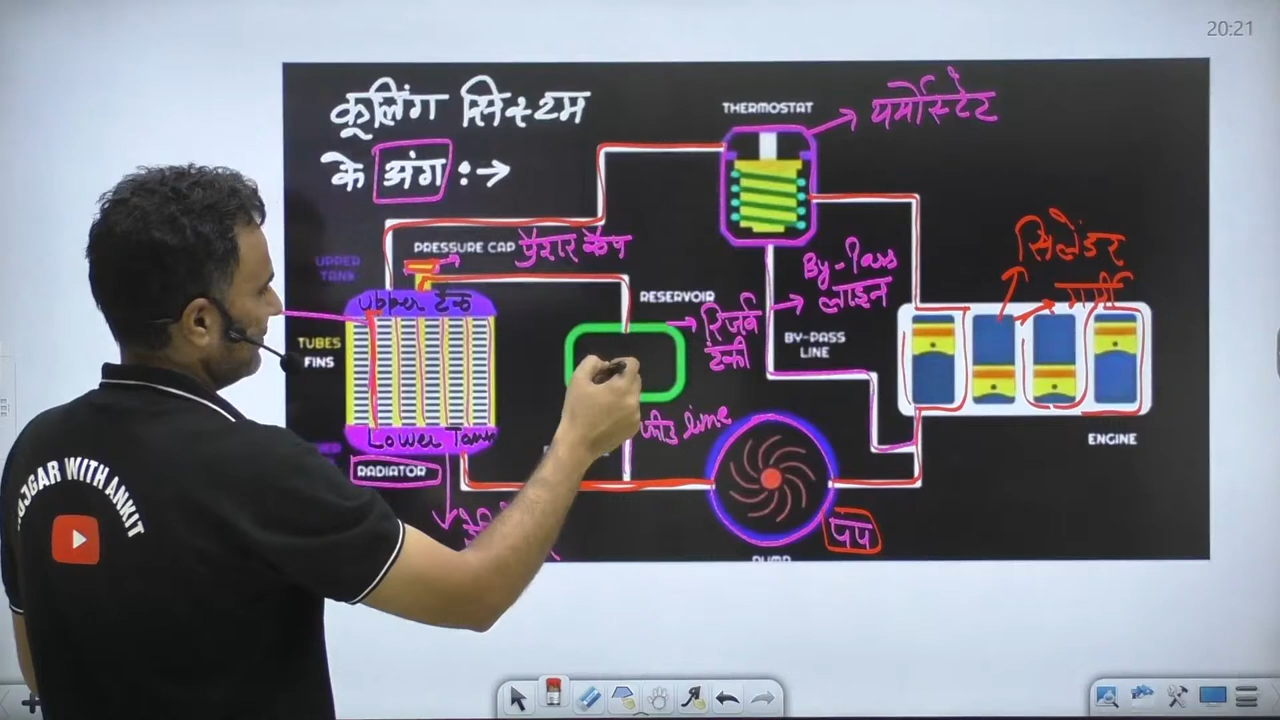 20:21
कूलिंग सिस्टम
के अंग :→
THERMOSTAT
थर्मोस्टेट
PRESSURE CAP प्रैशर कैप
UPPER
TANK
Upper टैंक
TUBES
FINS
Lower Tank
RADIATOR
RESERVOIR
रिजर्व
टंकी
फीड line
By-Pass
लाइन
BY-PASS
LINE
सिलेंडर
गर्मी
ENGINE
पंप
PUMP
ROJGAR WITH ANKIT